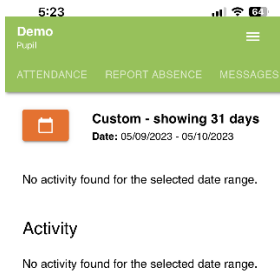 5:23
64
Demo
Pupil
ATTENDANCE REPORT ABSENCE MESSAGES
Custom - showing 31 days
Date: 05/09/2023 - 05/10/2023
No activity found for the selected date range.
Activity
No activity found for the selected date range.